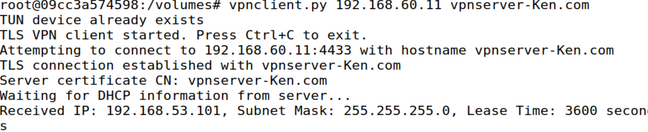 root@09cc3a574598:/volumes# vpnclient.py 192.168.60.11 vpnserver-Ken.com
TUN device already exists
TLS VPN client started. Press Ctrl+C to exit.
Attempting to connect to 192.168.60.11:4433 with hostname vpnserver-Ken.com
TLS connection established with vpnserver-Ken.com
Server certificate CN: vpnserver-Ken.com
Waiting for DHCP information from server...
Received IP: 192.168.53.101, Subnet Mask: 255.255.255.0, Lease Time: 3600 secon
s